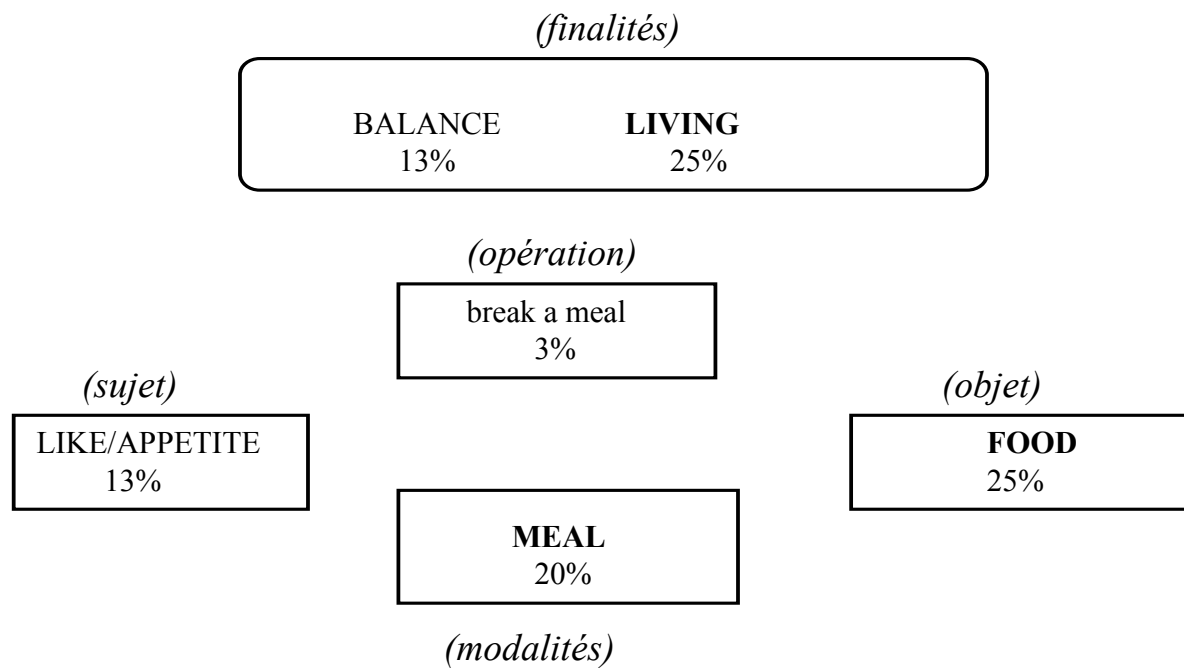 (finalités)
BALANCE LIVING
13% 25%
(opération)
break a meal
3%
(sujet) (objet)
LIKE/APPETITE FOOD
13% 25%
MEAL
20%
(modalités)